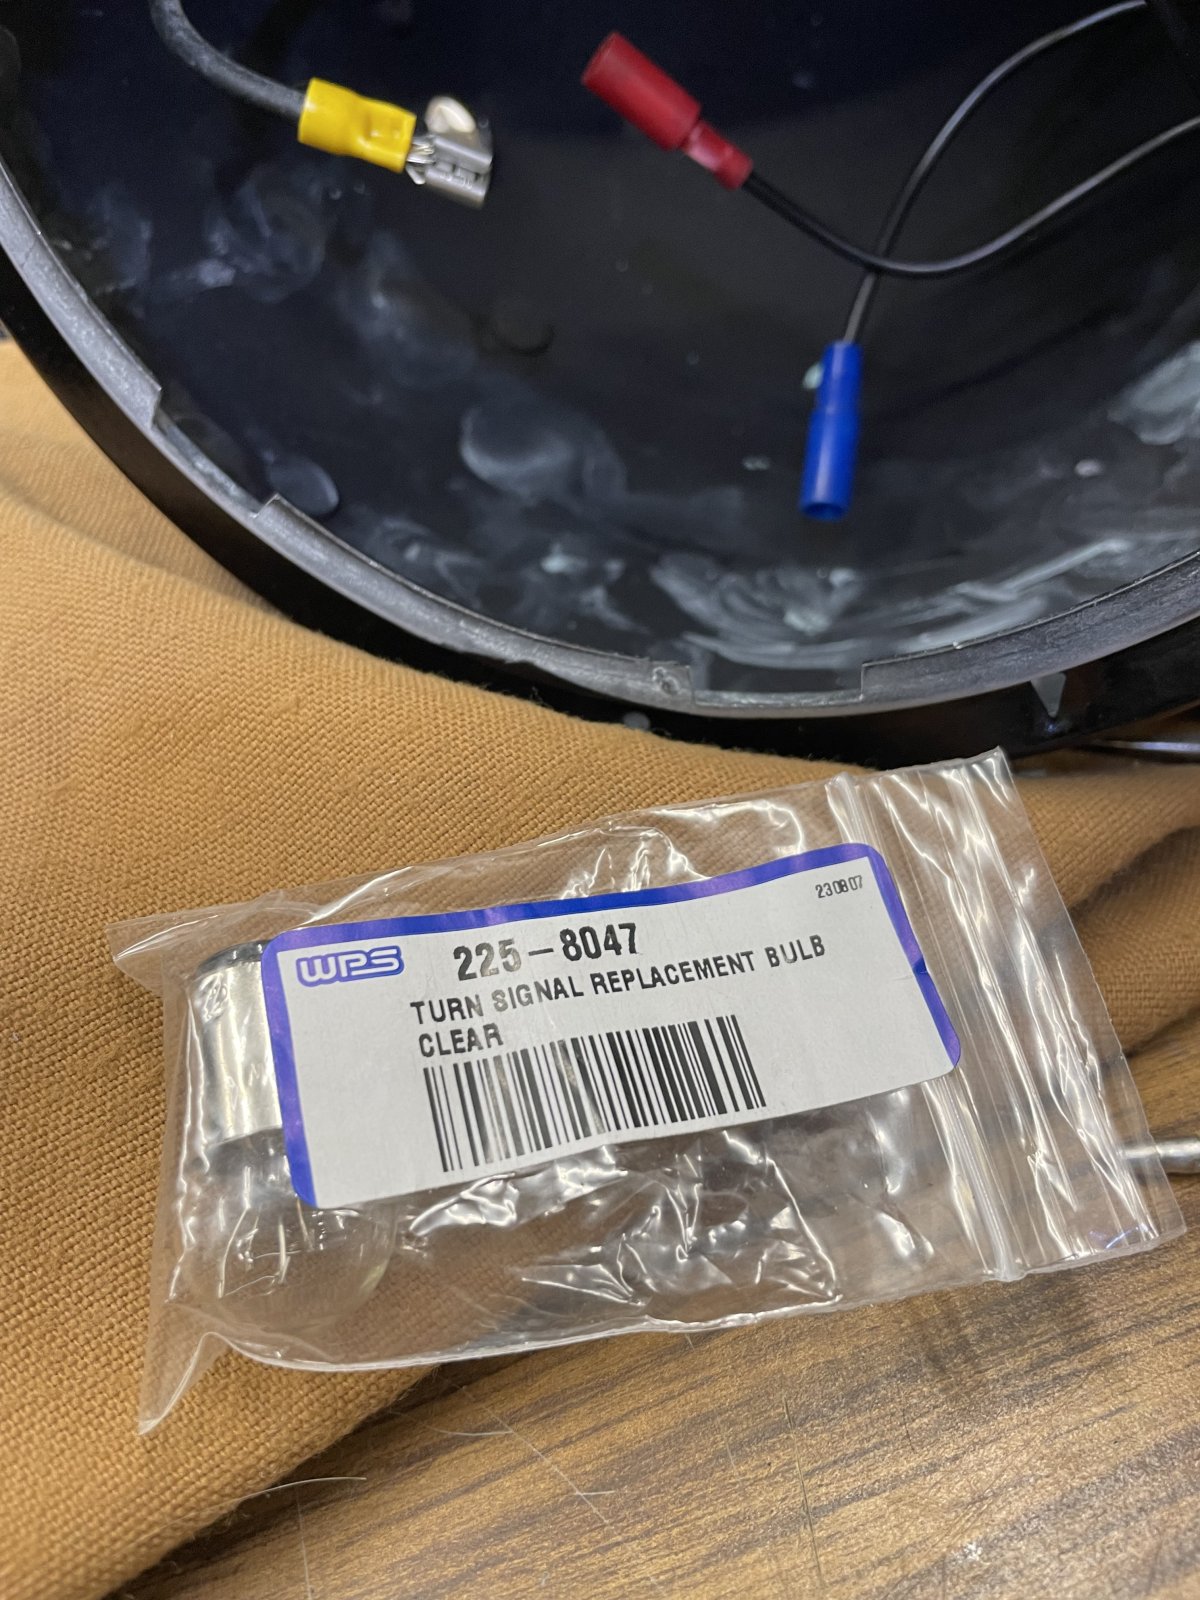 230807
WPS 225-8047
TURN SIGNAL REPLACEMENT BULB
CLEAR